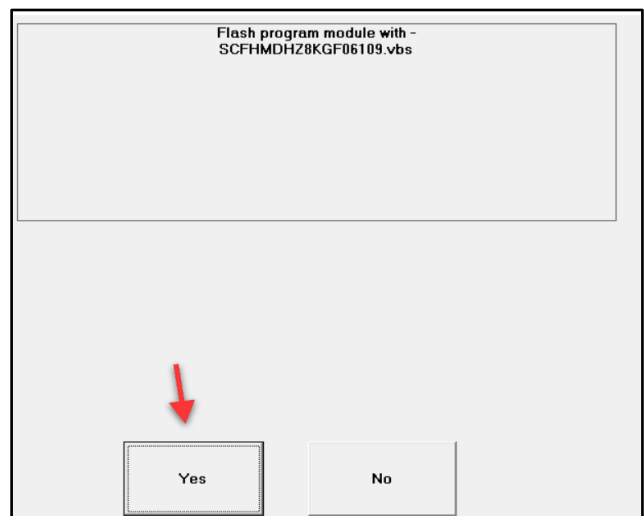 Flash program module with -
SCFHMDHZ8KGF06109.vbs
Yes
No